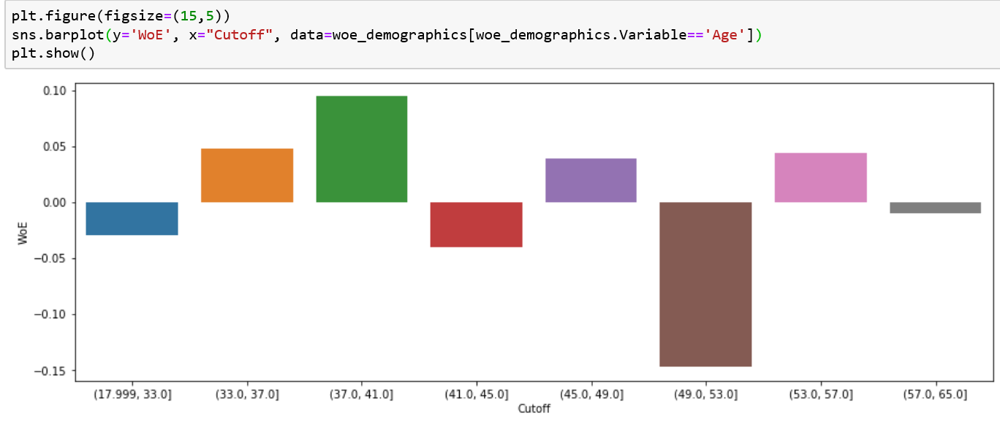 plt.figure(figsize=(15,5))
sns.barplot(y='WoE', x="Cutoff", data=woe_demographics[woe_demographics.Variable=='Age'])
plt.show()
0.10
0.05
0.00
−0.05
−0.10
−0.15
WoE
(17.999, 33.0] (33.0, 37.0] (37.0, 41.0] (41.0, 45.0] (45.0, 49.0] (49.0, 53.0] (53.0, 57.0] (57.0, 65.0]
Cutoff